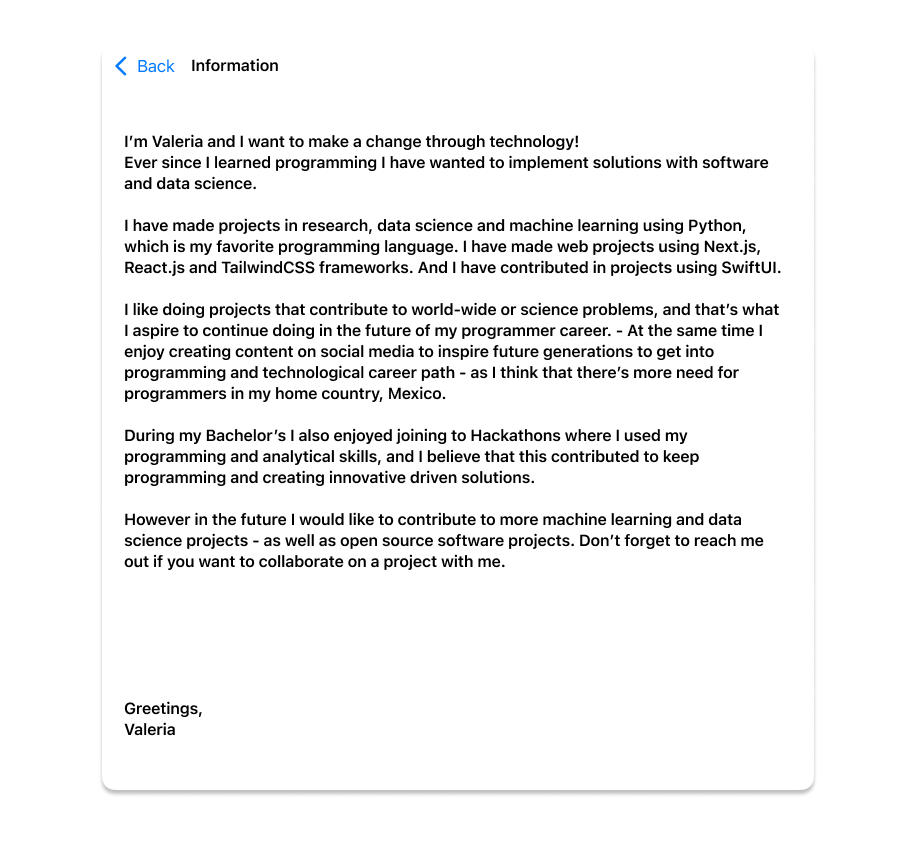 Back Information
I’m Valeria and I want to make a change through technology!
Ever since I learned programming I have wanted to implement solutions with software
and data science.
I have made projects in research, data science and machine learning using Python,
which is my favorite programming language. I have made web projects using Next.js,
React.js and TailwindCSS frameworks. And I have contributed in projects using SwiftUI.
I like doing projects that contribute to world-wide or science problems, and that’s what
I aspire to continue doing in the future of my programmer career. - At the same time I
enjoy creating content on social media to inspire future generations to get into
programming and technological career path - as I think that there’s more need for
programmers in my home country, Mexico.
During my Bachelor’s I also enjoyed joining to Hackathons where I used my
programming and analytical skills, and I believe that this contributed to keep
programming and creating innovative driven solutions.
However in the future I would like to contribute to more machine learning and data
science projects - as well as open source software projects. Don’t forget to reach me
out if you want to collaborate on a project with me.
Greetings,
Valeria